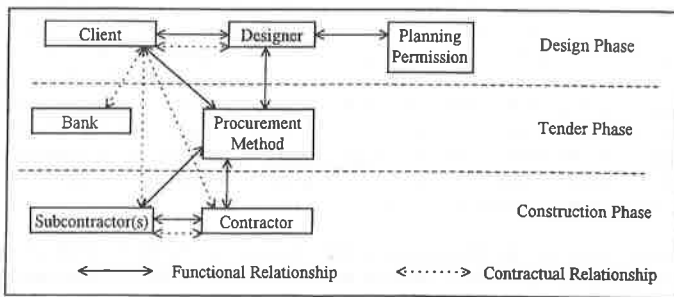 Client
Designer
Planning
Permission
Design Phase
Bank
Procurement
Method
Tender Phase
Subcontractor(s)
Contractor
Construction Phase
Functional Relationship
Contractual Relationship